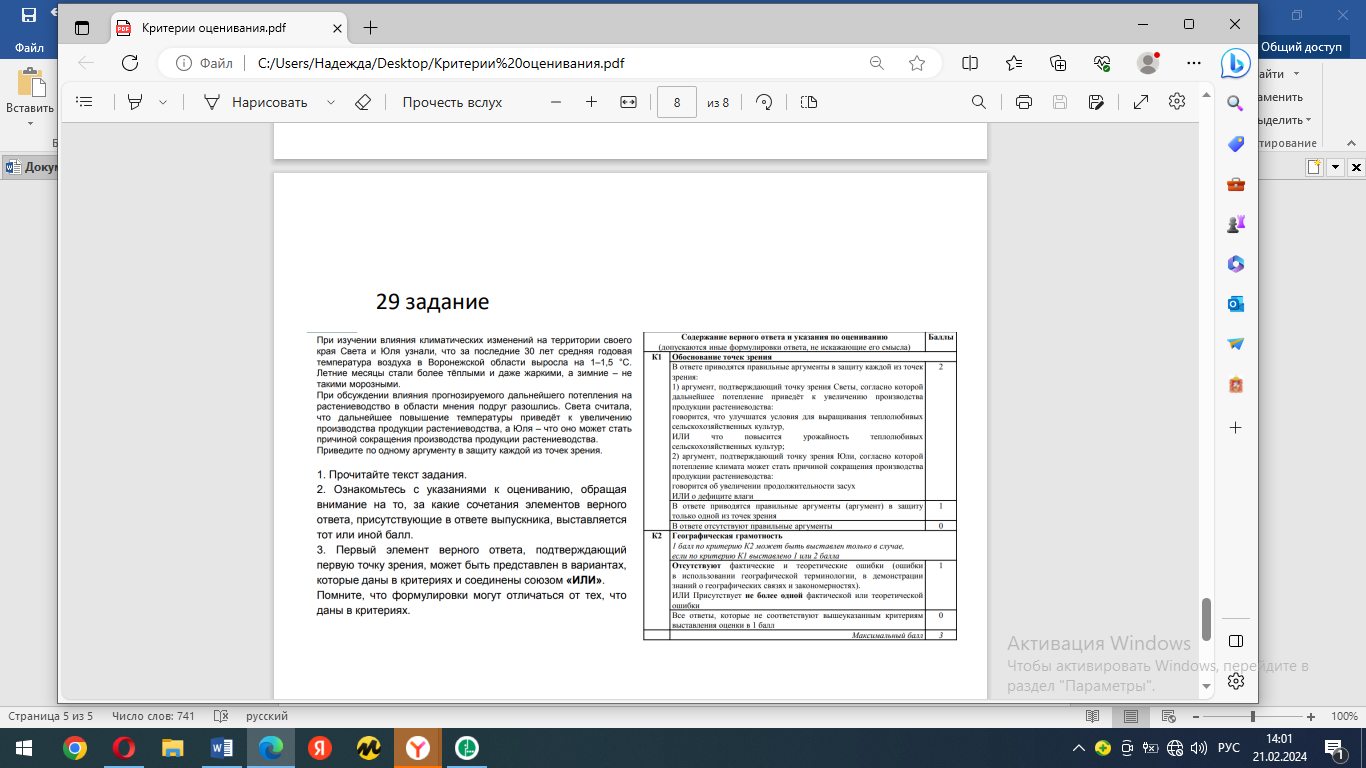 Критерии оценивания.pdf
Файл
Общий доступ
Файл
C:/Users/Надежда/Desktop/Критерии%20оценивания.pdf
Вставить
Нарисовать
Прочесть вслух
8
из 8
айти
аменить
ыделить
тирование
Б
Докум
29 задание
При изучении влияния климатических изменений на территории своего
края Света и Юля узнали, что за последние 30 лет средняя годовая
температура воздуха в Воронежской области выросла на 1–1,5 °С.
Летние месяцы стали более тёплыми и даже жаркими, а зимние – не
такими морозными.
При обсуждении влияния прогнозируемого дальнейшего потепления на
растениеводство в области мнения подруг разошлись. Света считала,
что дальнейшее повышение температуры приведёт к увеличению
производства продукции растениеводства, а Юля – что оно может стать
причиной сокращения производства продукции растениеводства.
Приведите по одному аргументу в защиту каждой из точек зрения.
1. Прочитайте текст задания.
2. Ознакомьтесь с указаниями к оцениванию, обращая
внимание на то, за какие сочетания элементов верного
ответа, присутствующие в ответе выпускника, выставляется
тот или иной балл.
3. Первый элемент верного ответа, подтверждающий
первую точку зрения, может быть представлен в вариантах,
которые даны в критериях и соединены союзом «ИЛИ».
Помните, что формулировки могут отличаться от тех, что
даны в критериях.
Содержание верного ответа и указания по оцениванию
(допускаются иные формулировки ответа, не искажающие его смысла)
Баллы
К1 Обоснование точек зрения
В ответе приводятся правильные аргументы в защиту каждой из точек 2
зрения:
1) аргумент, подтверждающий точку зрения Светы, согласно которой
дальнейшее потепление приведёт к увеличению производства
продукции растениеводства:
говорится, что улучшатся условия для выращивания теплолюбивых
сельскохозяйственных культур,
ИЛИ что повысится урожайность теплолюбивых
сельскохозяйственных культур;
2) аргумент, подтверждающий точку зрения Юли, согласно которой
потепление климата может стать причиной сокращения производства
продукции растениеводства:
говорится об увеличении продолжительности засух
ИЛИ о дефиците влаги
В ответе приводятся правильные аргументы (аргумент) в защиту 1
только одной из точек зрения
В ответе отсутствуют правильные аргументы 0
К2 Географическая грамотность
1 балл по критерию К2 может быть выставлен только в случае,
если по критерию К1 выставлено 1 или 2 балла
Отсутствуют фактические и теоретические ошибки (ошибки 1
в использовании географической терминологии, в демонстрации
знаний о географических связях и закономерностях).
ИЛИ Присутствует не более одной фактической или теоретической
ошибки
Все ответы, которые не соответствуют вышеуказанным критериям 0
выставления оценки в 1 балл
Максимальный балл 3
Активация Windows
Чтобы активировать Windows, перейдите в
раздел "Параметры".
Страница 5 из 5
Число слов: 741
русский
100%
РУС
14:01
21.02.2024
1